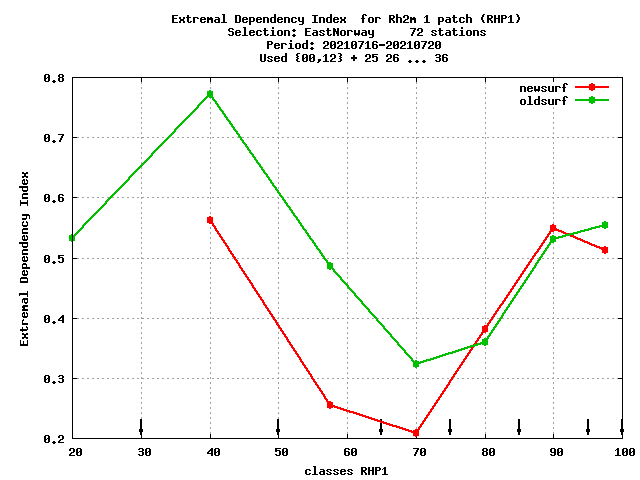 Extremal Dependency Index  for Rh2m 1 patch (RHP1)
Selection: EastNorway     72 stations
Period: 20210716-20210720
Used {00,12} + 25 26 ... 36
newsurf
oldsurf
Extremal Dependency Index
0.8
0.7
0.6
0.5
0.4
0.3
0.2
20 30 40 50 60 70 80 90 100
classes RHP1